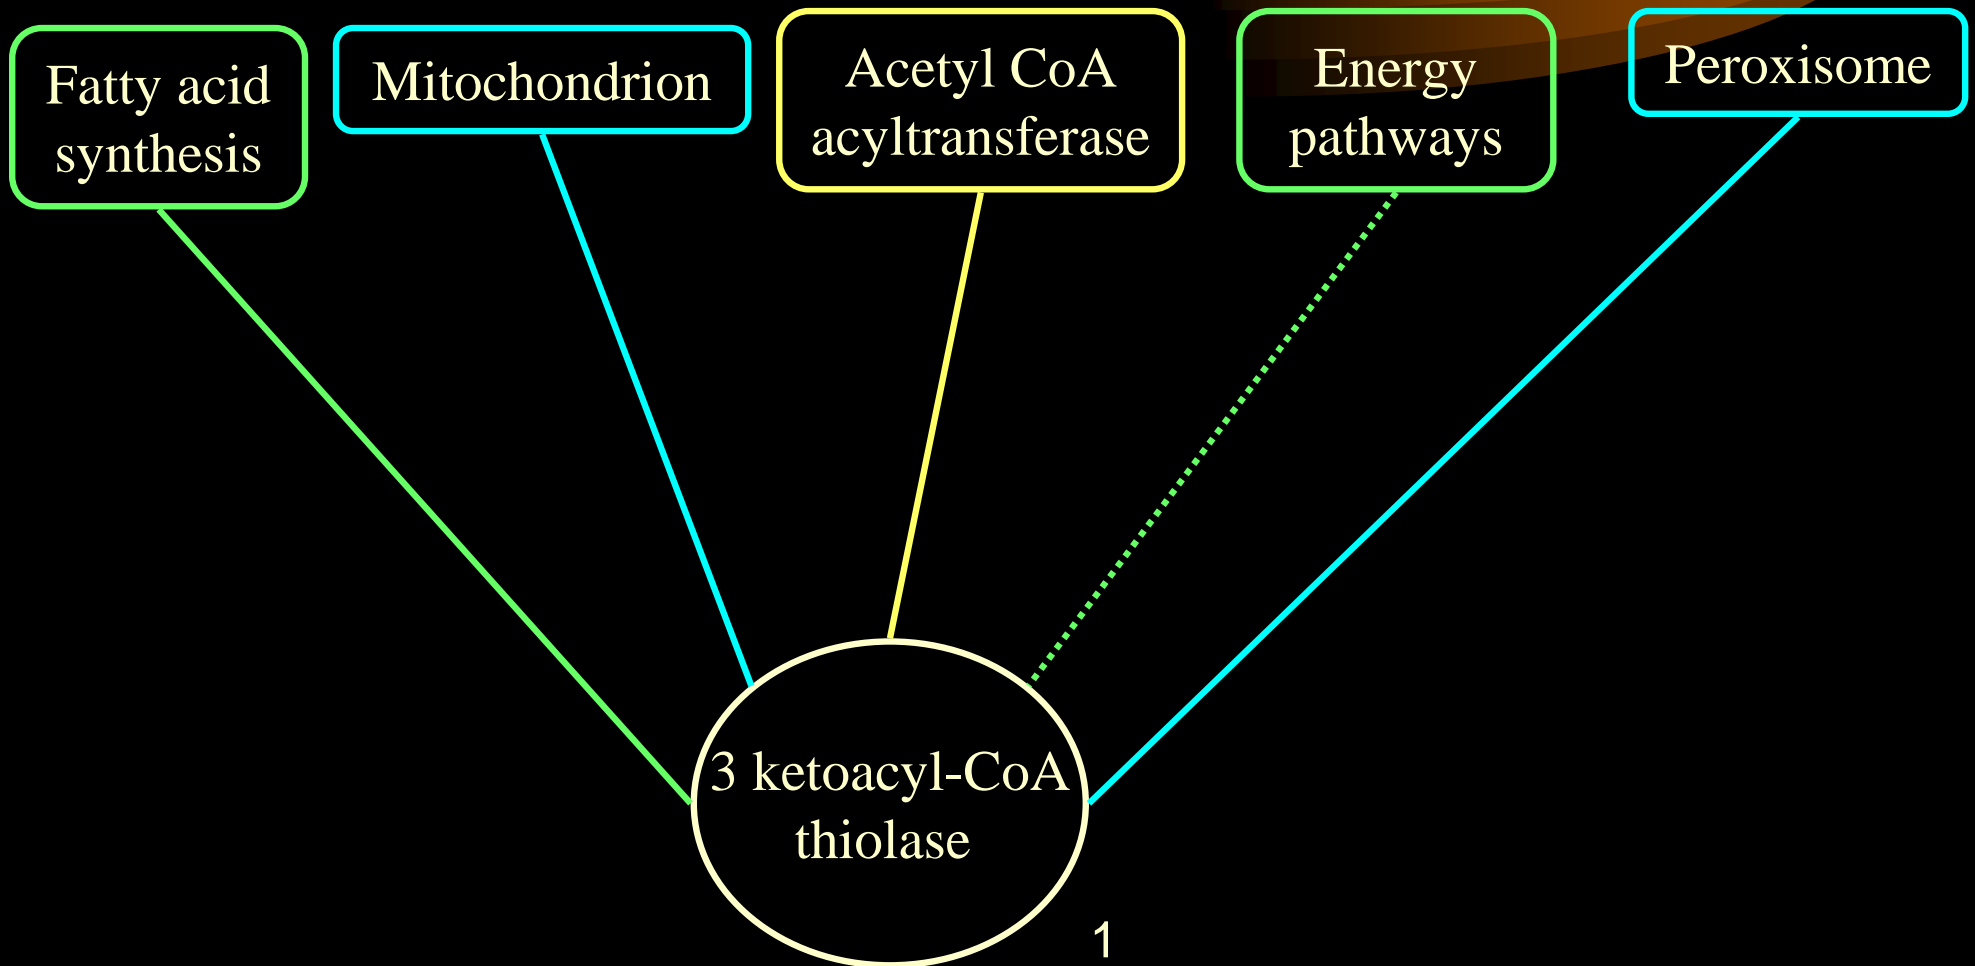 Fatty acid
synthesis
Mitochondrion
Acetyl CoA
acyltransferase
Energy
pathways
Peroxisome
3 ketoacyl-CoA
thiolase
1